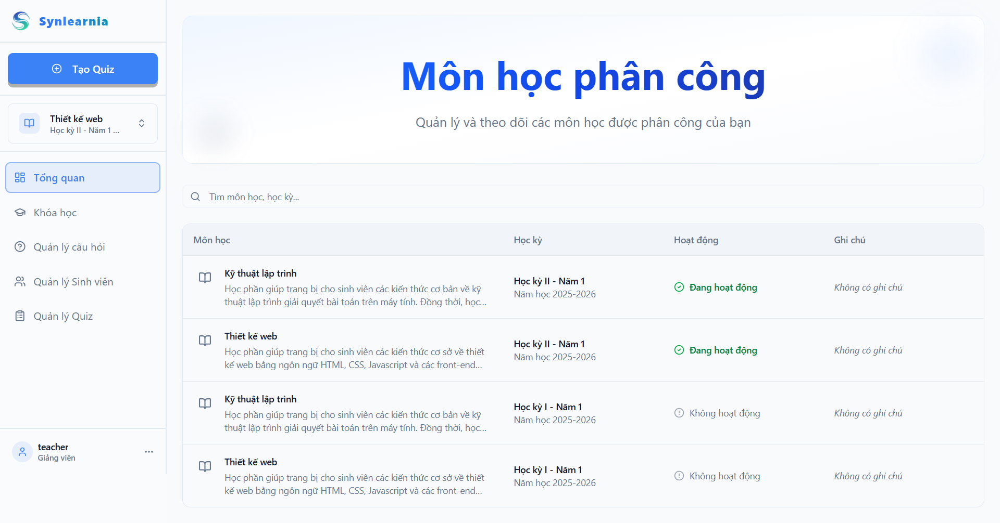 Synlearnia
Tạo Quiz
Thiết kế web
Học kỳ II - Năm 1 ...
Tổng quan
Khóa học
Quản lý câu hỏi
Quản lý Sinh viên
Quản lý Quiz
teacher
Giảng viên
Môn học phân công
Quản lý và theo dõi các môn học được phân công của bạn
Tìm môn học, học kỳ...
Môn học Học kỳ Hoạt động Ghi chú
Kỹ thuật lập trình
Học phần giúp trang bị cho sinh viên các kiến thức cơ bản về kỹ
thuật lập trình giải quyết bài toán trên máy tính. Đồng thời, học...
Học kỳ II - Năm 1
Năm học 2025-2026
Đang hoạt động
Không có ghi chú
Thiết kế web
Học phần giúp trang bị cho sinh viên các kiến thức cơ sở về thiết
kế web bằng ngôn ngữ HTML, CSS, Javascript và các front-end...
Học kỳ II - Năm 1
Năm học 2025-2026
Đang hoạt động
Không có ghi chú
Kỹ thuật lập trình
Học phần giúp trang bị cho sinh viên các kiến thức cơ bản về kỹ
thuật lập trình giải quyết bài toán trên máy tính. Đồng thời, học...
Học kỳ I - Năm 1
Năm học 2025-2026
Không hoạt động
Không có ghi chú
Thiết kế web
Học phần giúp trang bị cho sinh viên các kiến thức cơ sở về thiết
kế web bằng ngôn ngữ HTML, CSS, Javascript và các front-end...
Học kỳ I - Năm 1
Năm học 2025-2026
Không hoạt động
Không có ghi chú